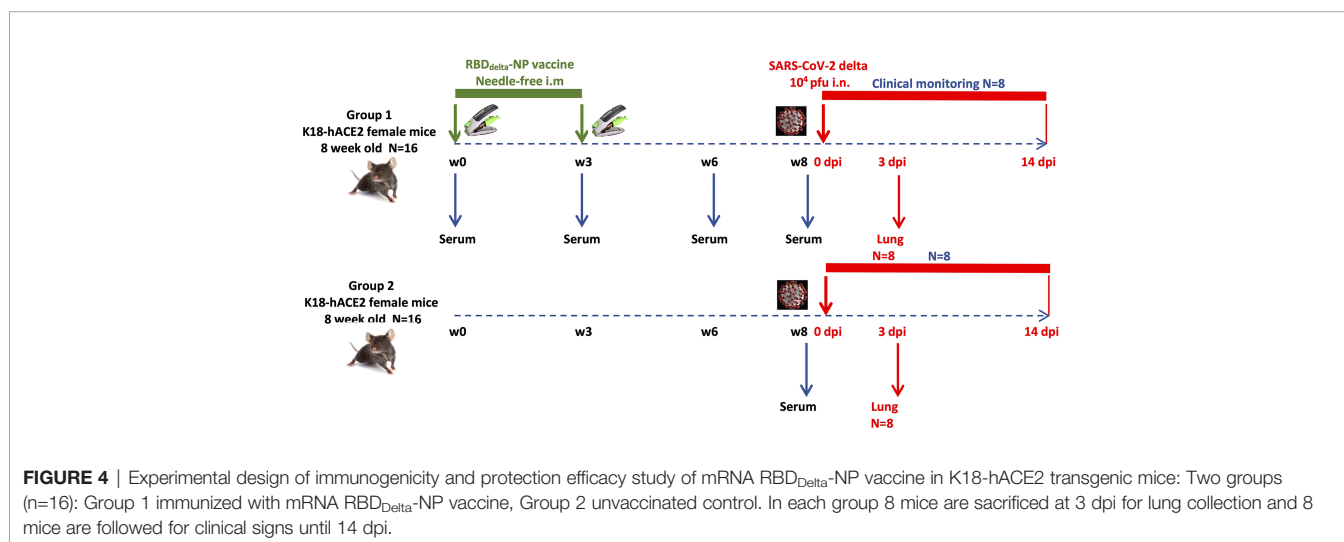 RBDdelta-NP vaccine
Needle-free i.m
SARS-CoV-2 delta
10⁴ pfu i.n.
Clinical monitoring N=8
Group 1
K18-hACE2 female mice
8 week old N=16
w0 w3 w6 w8 0 dpi 3 dpi 14 dpi
Serum Serum Serum Serum Lung
N=8 N=8
Group 2
K18-hACE2 female mice
8 week old N=16
w0 w3 w6 w8 0 dpi 3 dpi 14 dpi
Serum Lung
N=8
FIGURE 4 | Experimental design of immunogenicity and protection efficacy study of mRNA RBDDelta-NP vaccine in K18-hACE2 transgenic mice: Two groups
(n=16): Group 1 immunized with mRNA RBDDelta-NP vaccine, Group 2 unvaccinated control. In each group 8 mice are sacrificed at 3 dpi for lung collection and 8
mice are followed for clinical signs until 14 dpi.